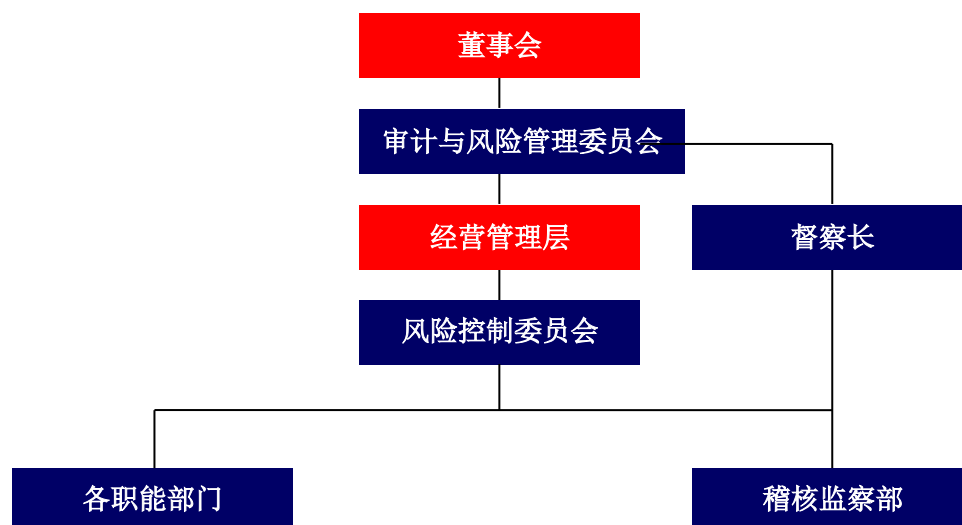 董事会
审计与风险管理委员会
经营管理层
督察长
风险控制委员会
各职能部门
稽核监察部